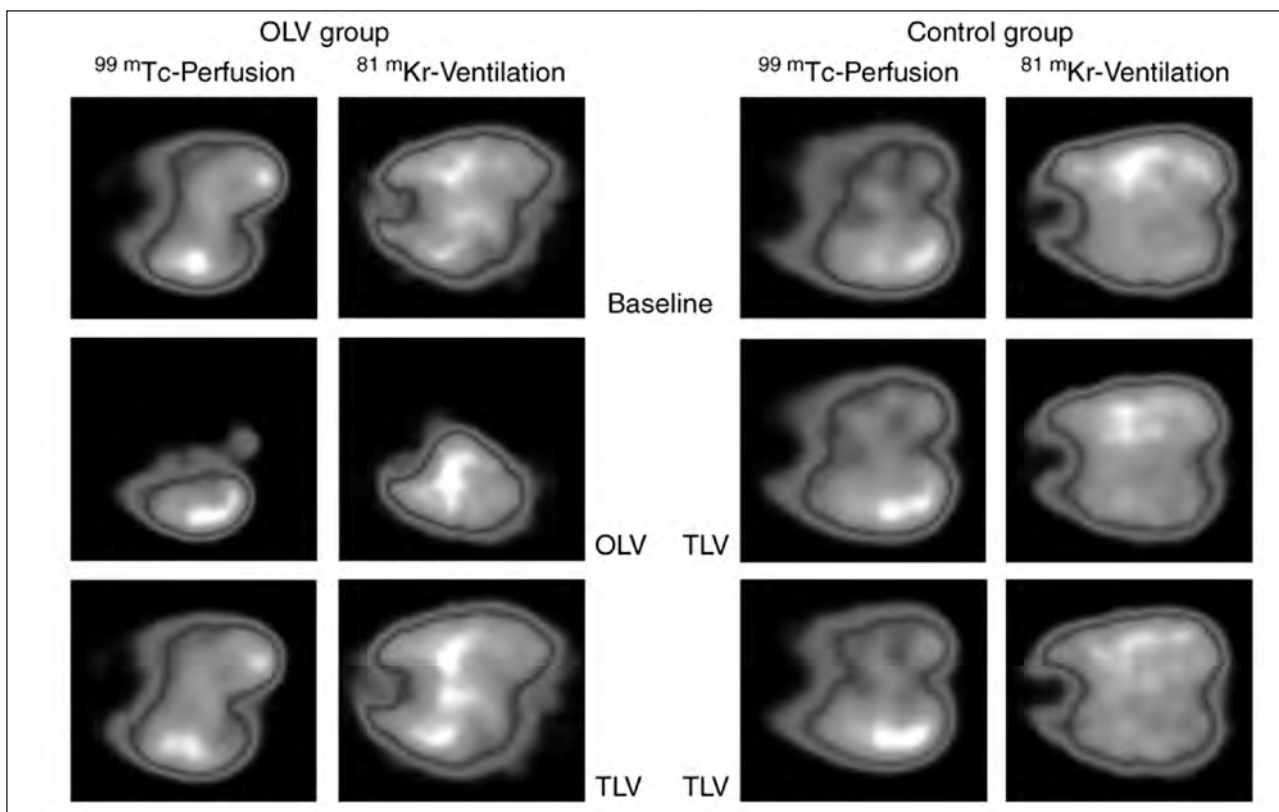 OLV group
Control group
99 mTc-Perfusion
81 mKr-Ventilation
99 mTc-Perfusion
81 mKr-Ventilation
Baseline
OLV
TLV
TLV
TLV